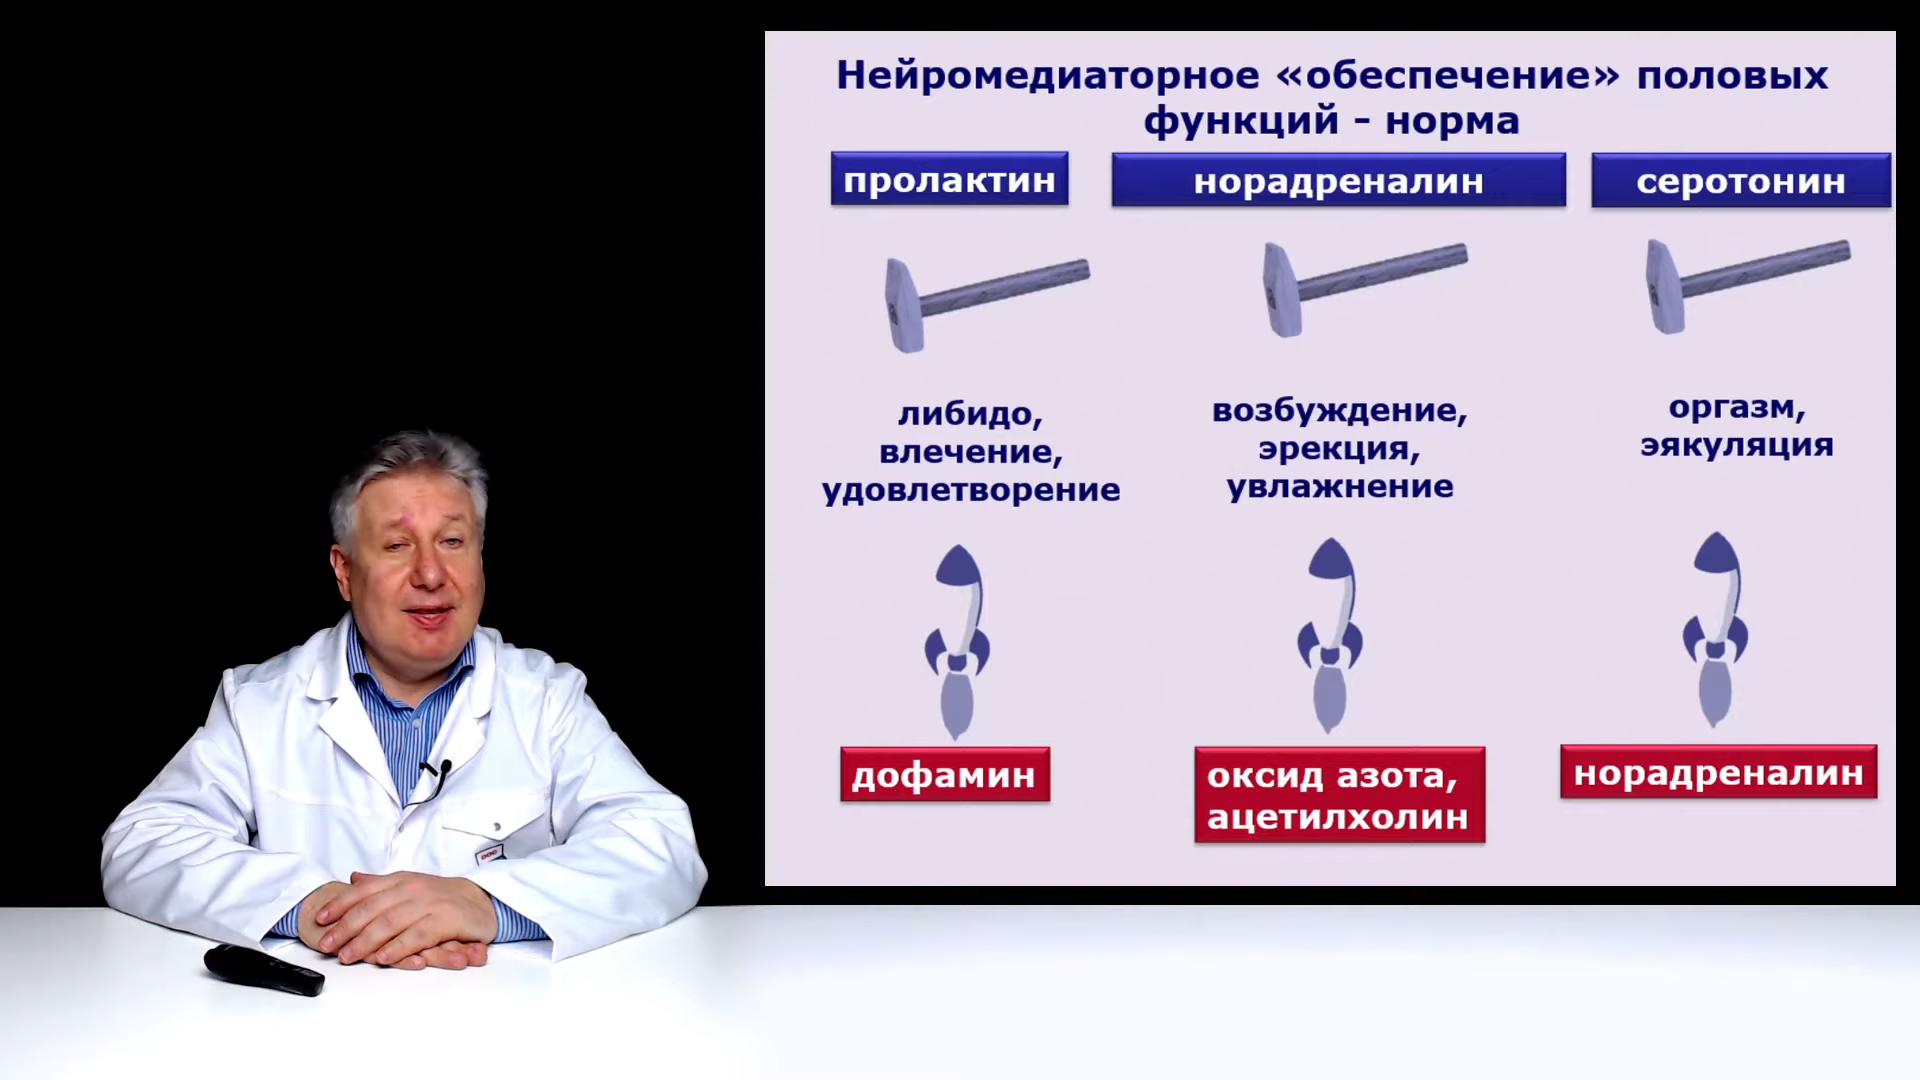 Нейромедиаторное «обеспечение» половых
функций - норма
пролактин
норадреналин
серотонин
либидо,
влечение,
удовлетворение
возбуждение,
эрекция,
увлажнение
оргазм,
эякуляция
дофамин
оксид азота,
ацетилхолин
норадреналин